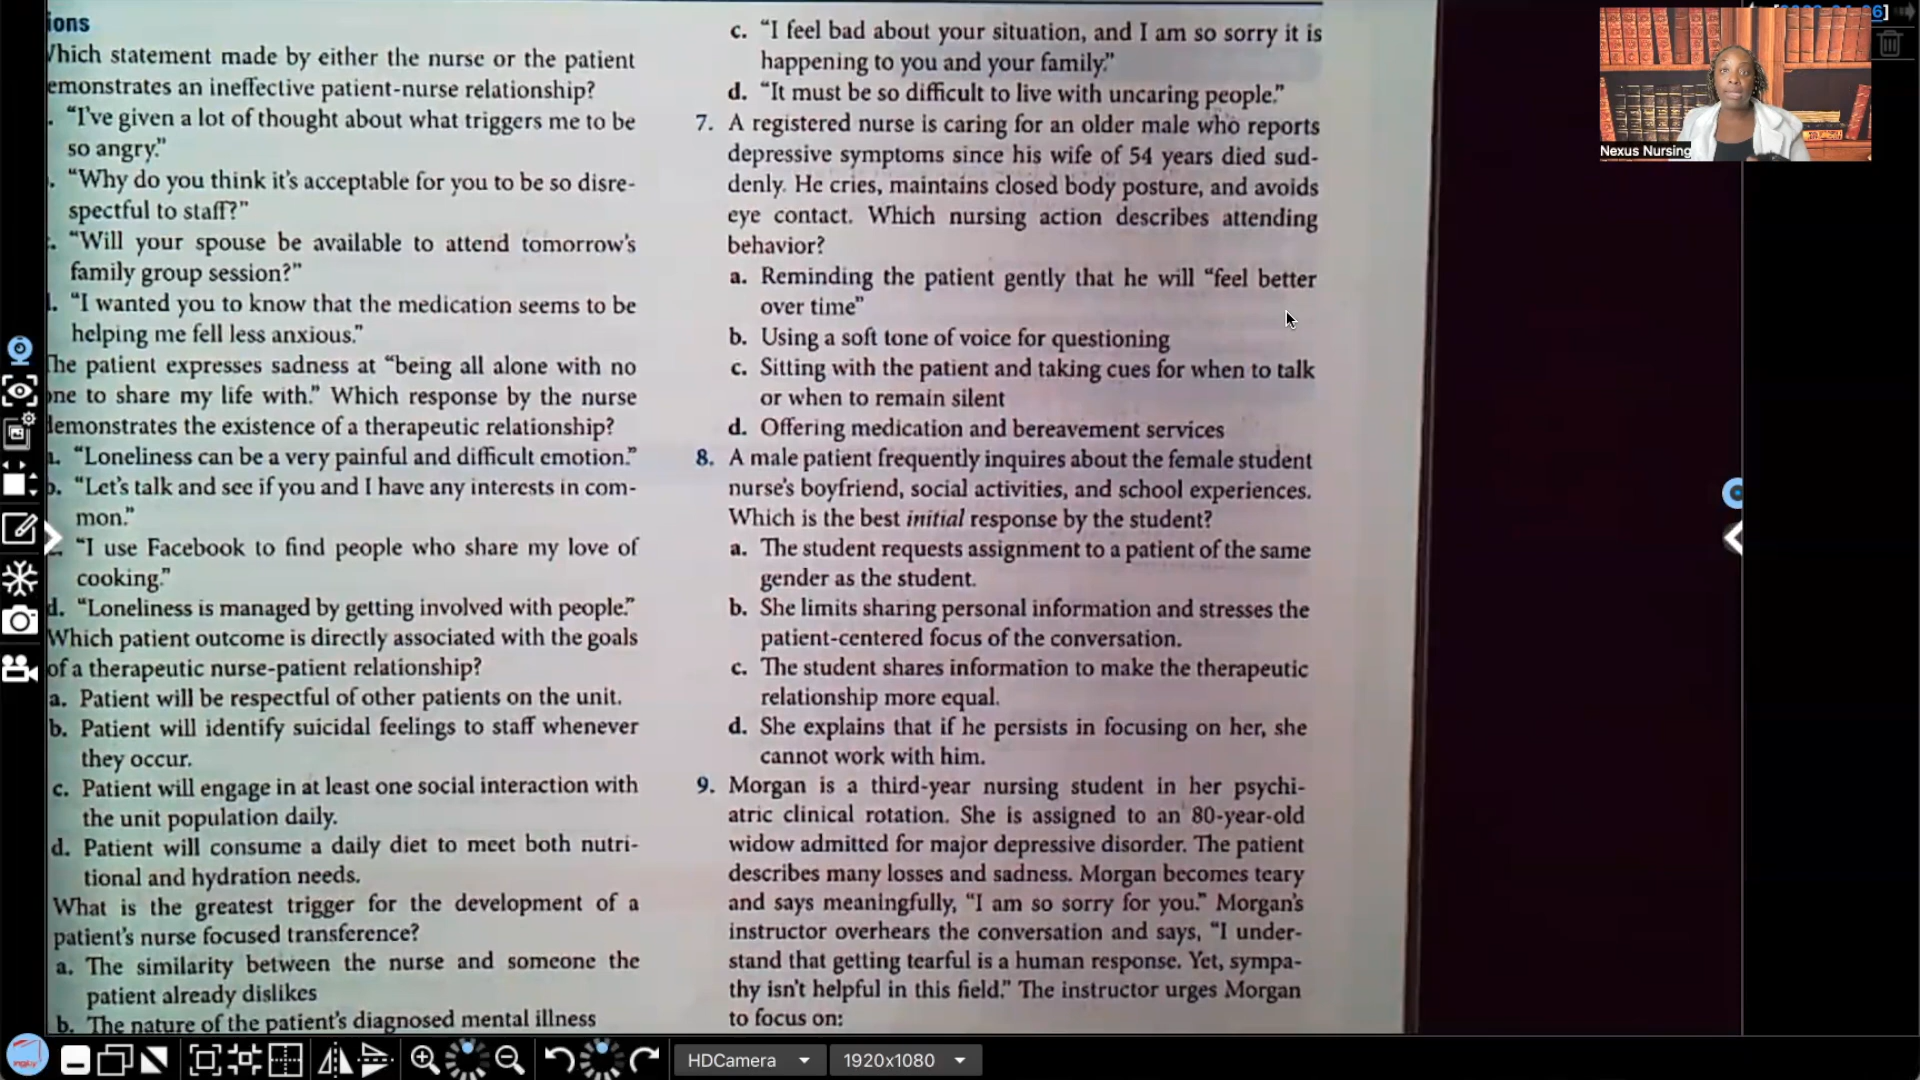 ions
Which statement made by either the nurse or the patient
emonstrates an ineffective patient-nurse relationship?
. “I’ve given a lot of thought about what triggers me to be
so angry.”
. “Why do you think it’s acceptable for you to be so disre-
spectful to staff?”
. “Will your spouse be available to attend tomorrow’s
family group session?”
. “I wanted you to know that the medication seems to be
helping me fell less anxious.”
The patient expresses sadness at “being all alone with no
one to share my life with.” Which response by the nurse
demonstrates the existence of a therapeutic relationship?
. “Loneliness can be a very painful and difficult emotion.”
b. “Let’s talk and see if you and I have any interests in com-
mon.”
“I use Facebook to find people who share my love of
cooking.”
d. “Loneliness is managed by getting involved with people.”
Which patient outcome is directly associated with the goals
of a therapeutic nurse-patient relationship?
a. Patient will be respectful of other patients on the unit.
b. Patient will identify suicidal feelings to staff whenever
they occur.
c. Patient will engage in at least one social interaction with
the unit population daily.
d. Patient will consume a daily diet to meet both nutri-
tional and hydration needs.
What is the greatest trigger for the development of a
patient’s nurse focused transference?
a. The similarity between the nurse and someone the
patient already dislikes
b. The nature of the patient’s diagnosed mental illness
c. “I feel bad about your situation, and I am so sorry it is
happening to you and your family.”
d. “It must be so difficult to live with uncaring people.”
7. A registered nurse is caring for an older male who reports
depressive symptoms since his wife of 54 years died sud-
denly. He cries, maintains closed body posture, and avoids
eye contact. Which nursing action describes attending
behavior?
a. Reminding the patient gently that he will “feel better
over time”
b. Using a soft tone of voice for questioning
c. Sitting with the patient and taking cues for when to talk
or when to remain silent
d. Offering medication and bereavement services
8. A male patient frequently inquires about the female student
nurse’s boyfriend, social activities, and school experiences.
Which is the best initial response by the student?
a. The student requests assignment to a patient of the same
gender as the student.
b. She limits sharing personal information and stresses the
patient-centered focus of the conversation.
c. The student shares information to make the therapeutic
relationship more equal.
d. She explains that if he persists in focusing on her, she
cannot work with him.
9. Morgan is a third-year nursing student in her psychi-
atric clinical rotation. She is assigned to an 80-year-old
widow admitted for major depressive disorder. The patient
describes many losses and sadness. Morgan becomes teary
and says meaningfully, “I am so sorry for you.” Morgan’s
instructor overhears the conversation and says, “I under-
stand that getting tearful is a human response. Yet, sympa-
thy isn’t helpful in this field.” The instructor urges Morgan
to focus on:
Nexus Nursing
HDCamera
1920x1080